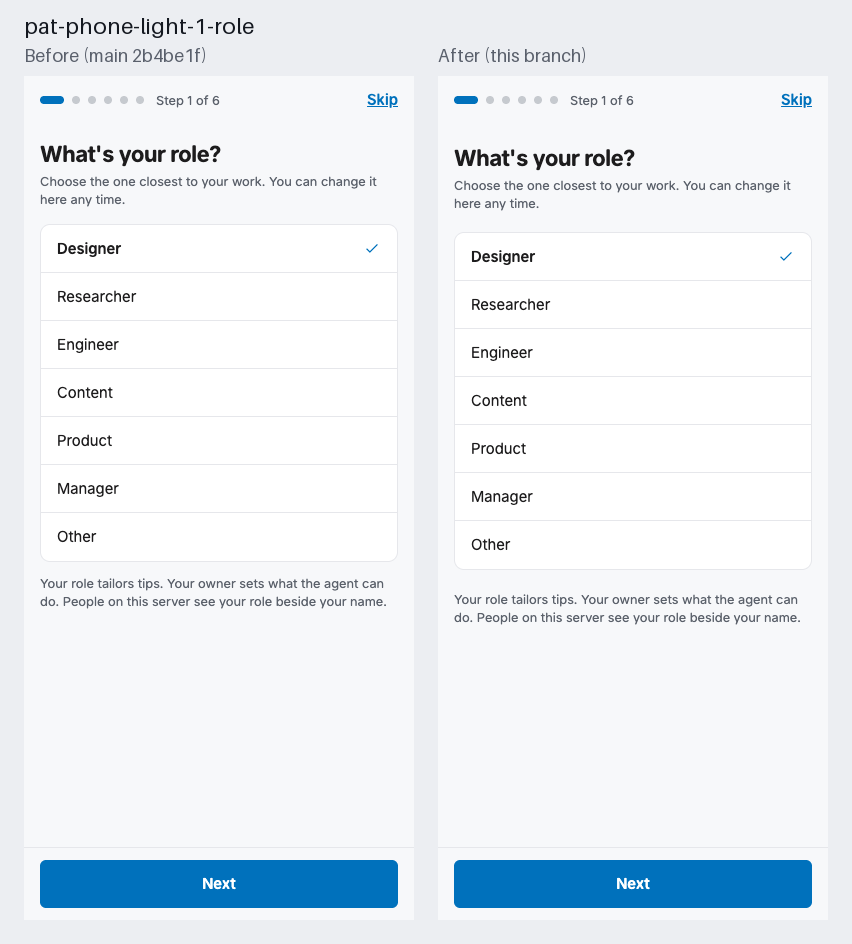 pat-phone-light-1-role
Before (main 2b4be1f)
Step 1 of 6
Skip
What's your role?
Choose the one closest to your work. You can change it
here any time.
Designer
Researcher
Engineer
Content
Product
Manager
Other
Your role tailors tips. Your owner sets what the agent can
do. People on this server see your role beside your name.
Next
After (this branch)
Step 1 of 6
Skip
What's your role?
Choose the one closest to your work. You can change it
here any time.
Designer
Researcher
Engineer
Content
Product
Manager
Other
Your role tailors tips. Your owner sets what the agent can
do. People on this server see your role beside your name.
Next